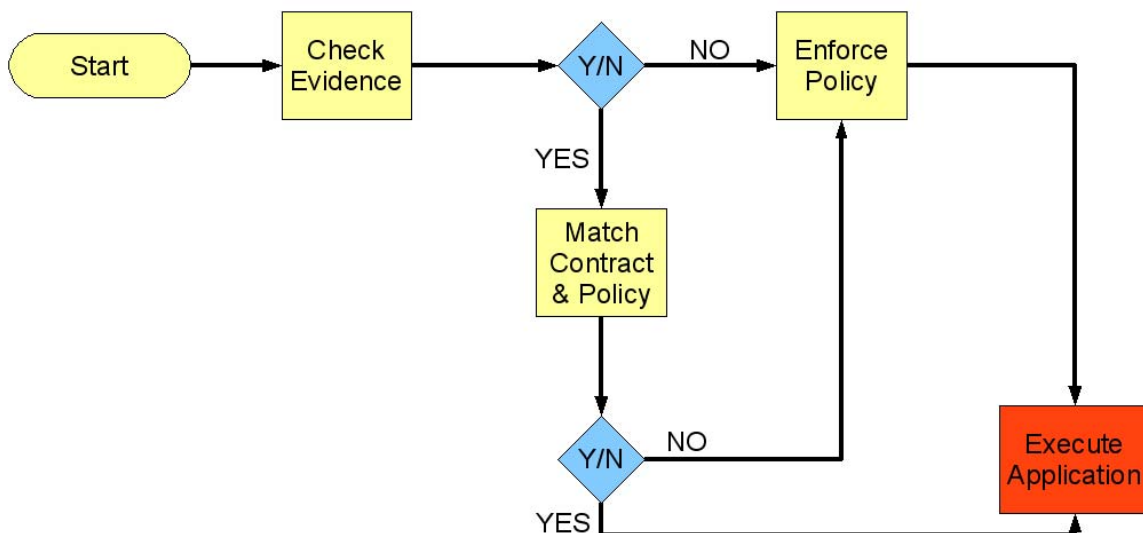 Start
Check
Evidence
Y/N
NO
Enforce
Policy
YES
Match
Contract
& Policy
Y/N
NO
Execute
Application
YES